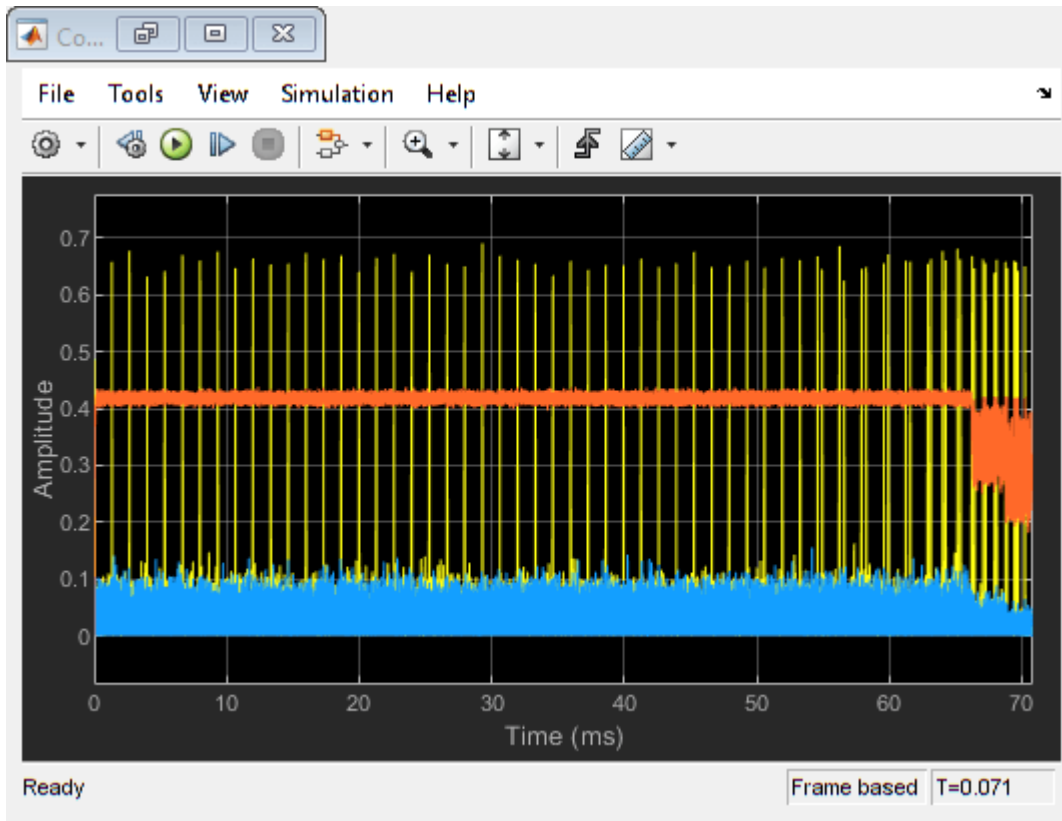 Co...
File Tools View Simulation Help
0.7
0.6
0.5
0.4
0.3
0.2
0.1
0
Amplitude
0 10 20 30 40 50 60 70
Time (ms)
Ready Frame based T=0.071